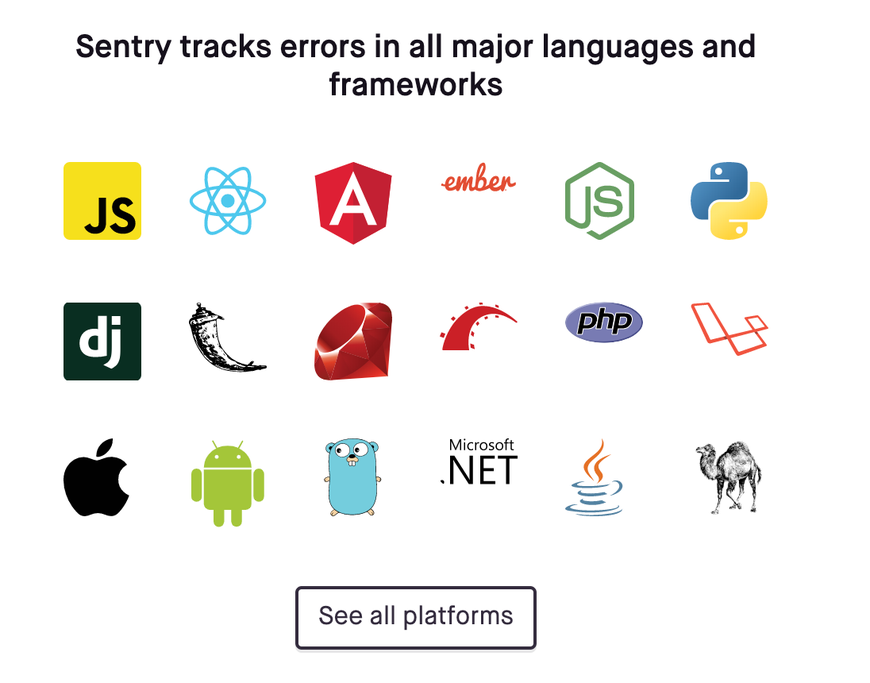 Sentry tracks errors in all major languages and
frameworks
JS
A
ember
JS
dj
php
Microsoft
.NET
See all platforms